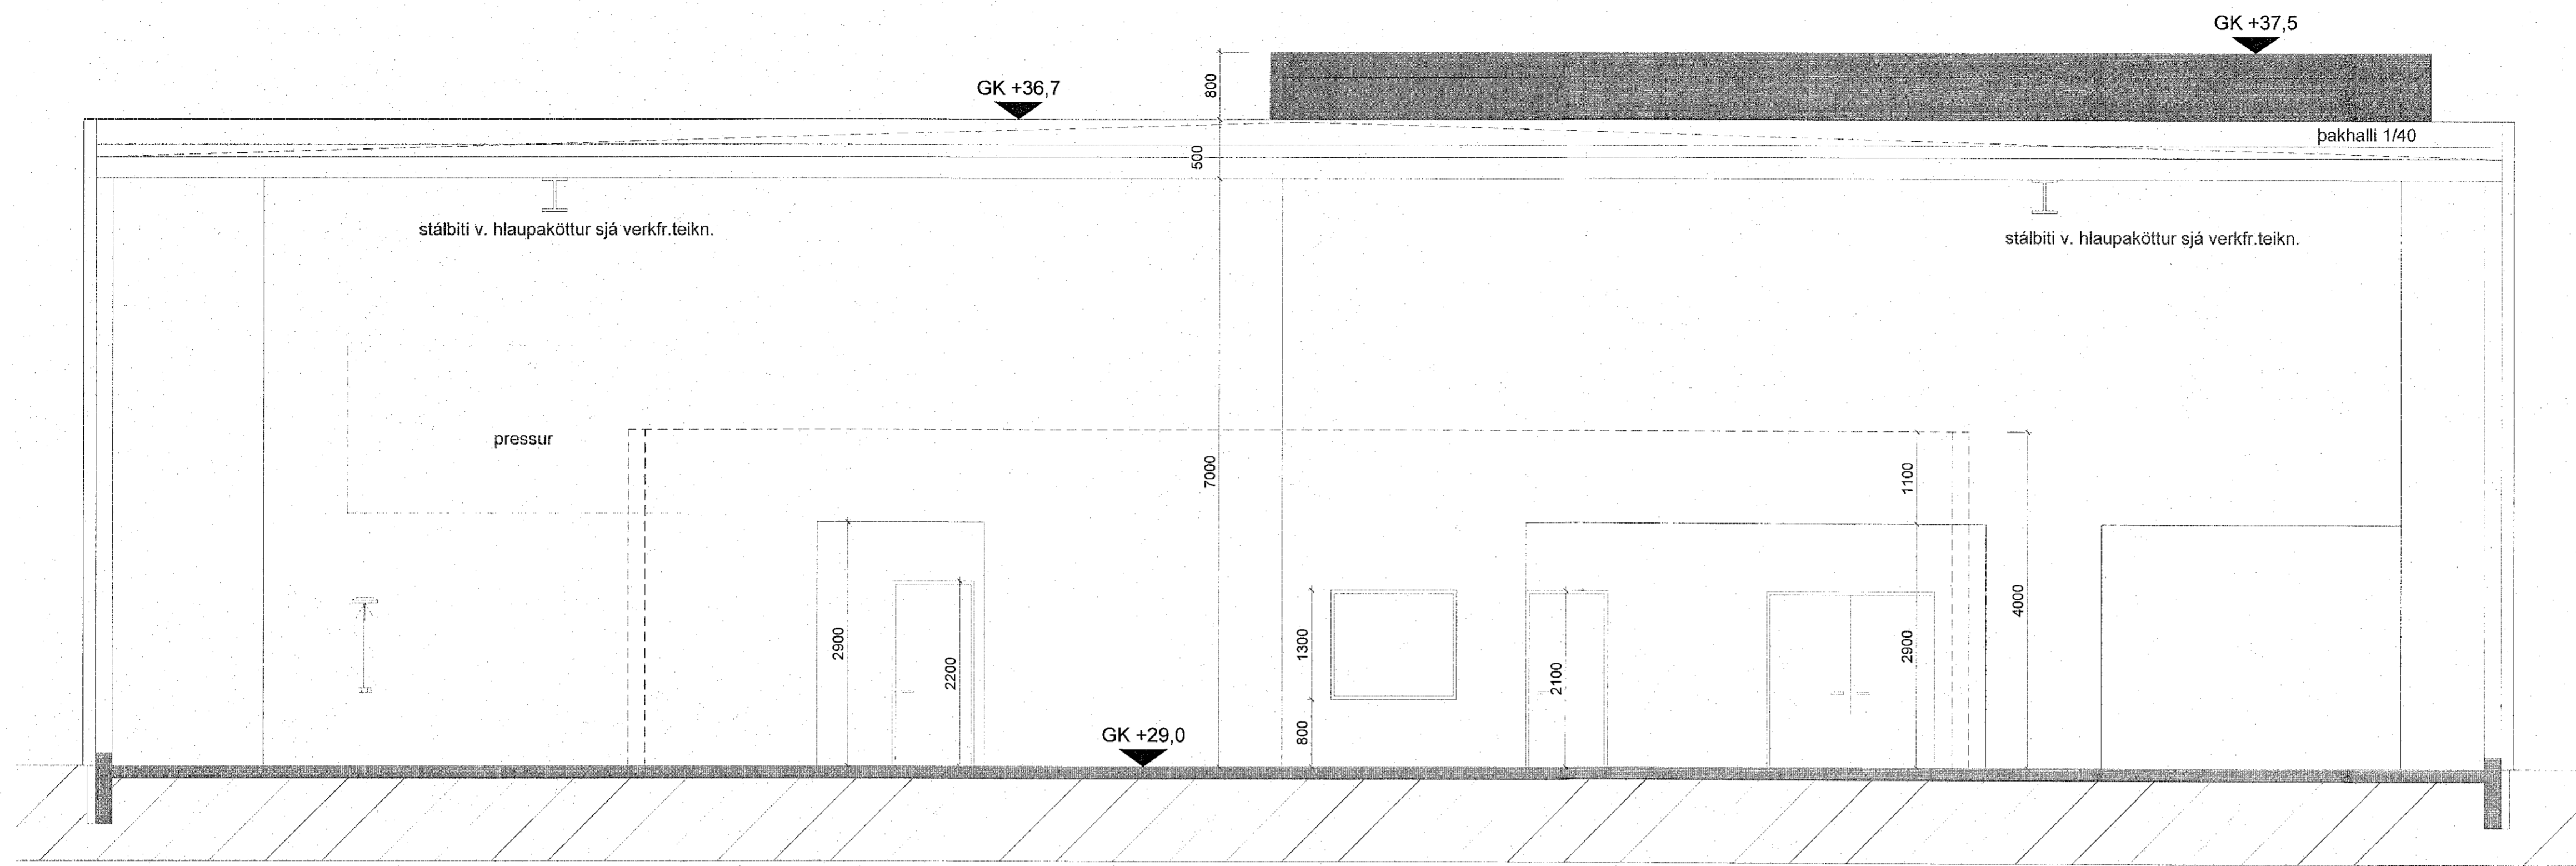 GK +37,5
800
GK +36,7
þakhalli 1/40
500
stálbiti v. hlaupaköttur sjá verkfr.teikn.
stálbiti v. hlaupaköttur sjá verkfr.teikn.
pressur
7000
1100
4000
2900
2200
1300
2100
2900
800
GK +29,0